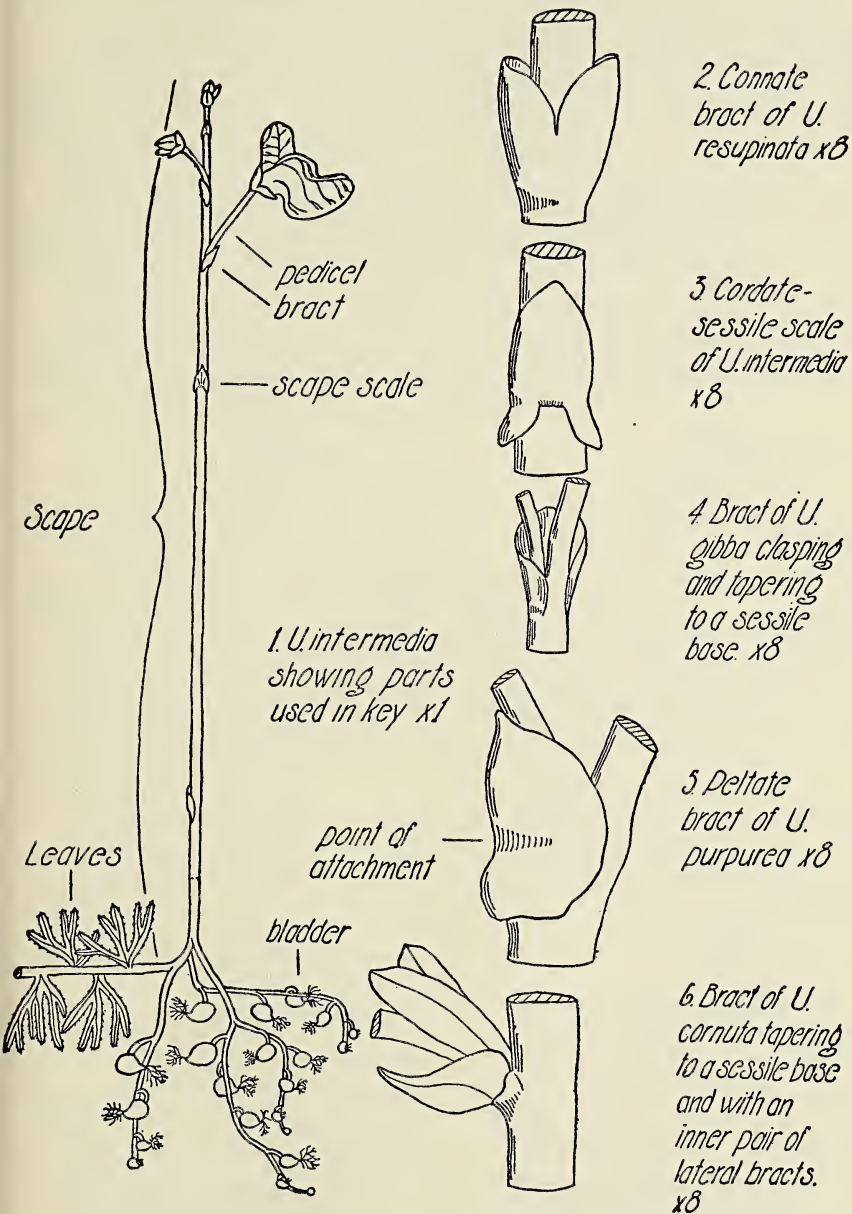 2. Connate
bract of U.
resupinata x8
pedicel
bract
3. Cordate-
sessile scale
of U. intermedia
x8
scape scale
Scape
4. Bract of U.
gibba clasping
and tapering
to a sessile
base. x8
1. U. intermedia
showing parts
used in key x1
5. Peltate
bract of U.
purpurea x8
point of
attachment
Leaves
bladder
6. Bract of U.
cornuta tapering
to a sessile base
and with an
inner pair of
lateral bracts.
x8